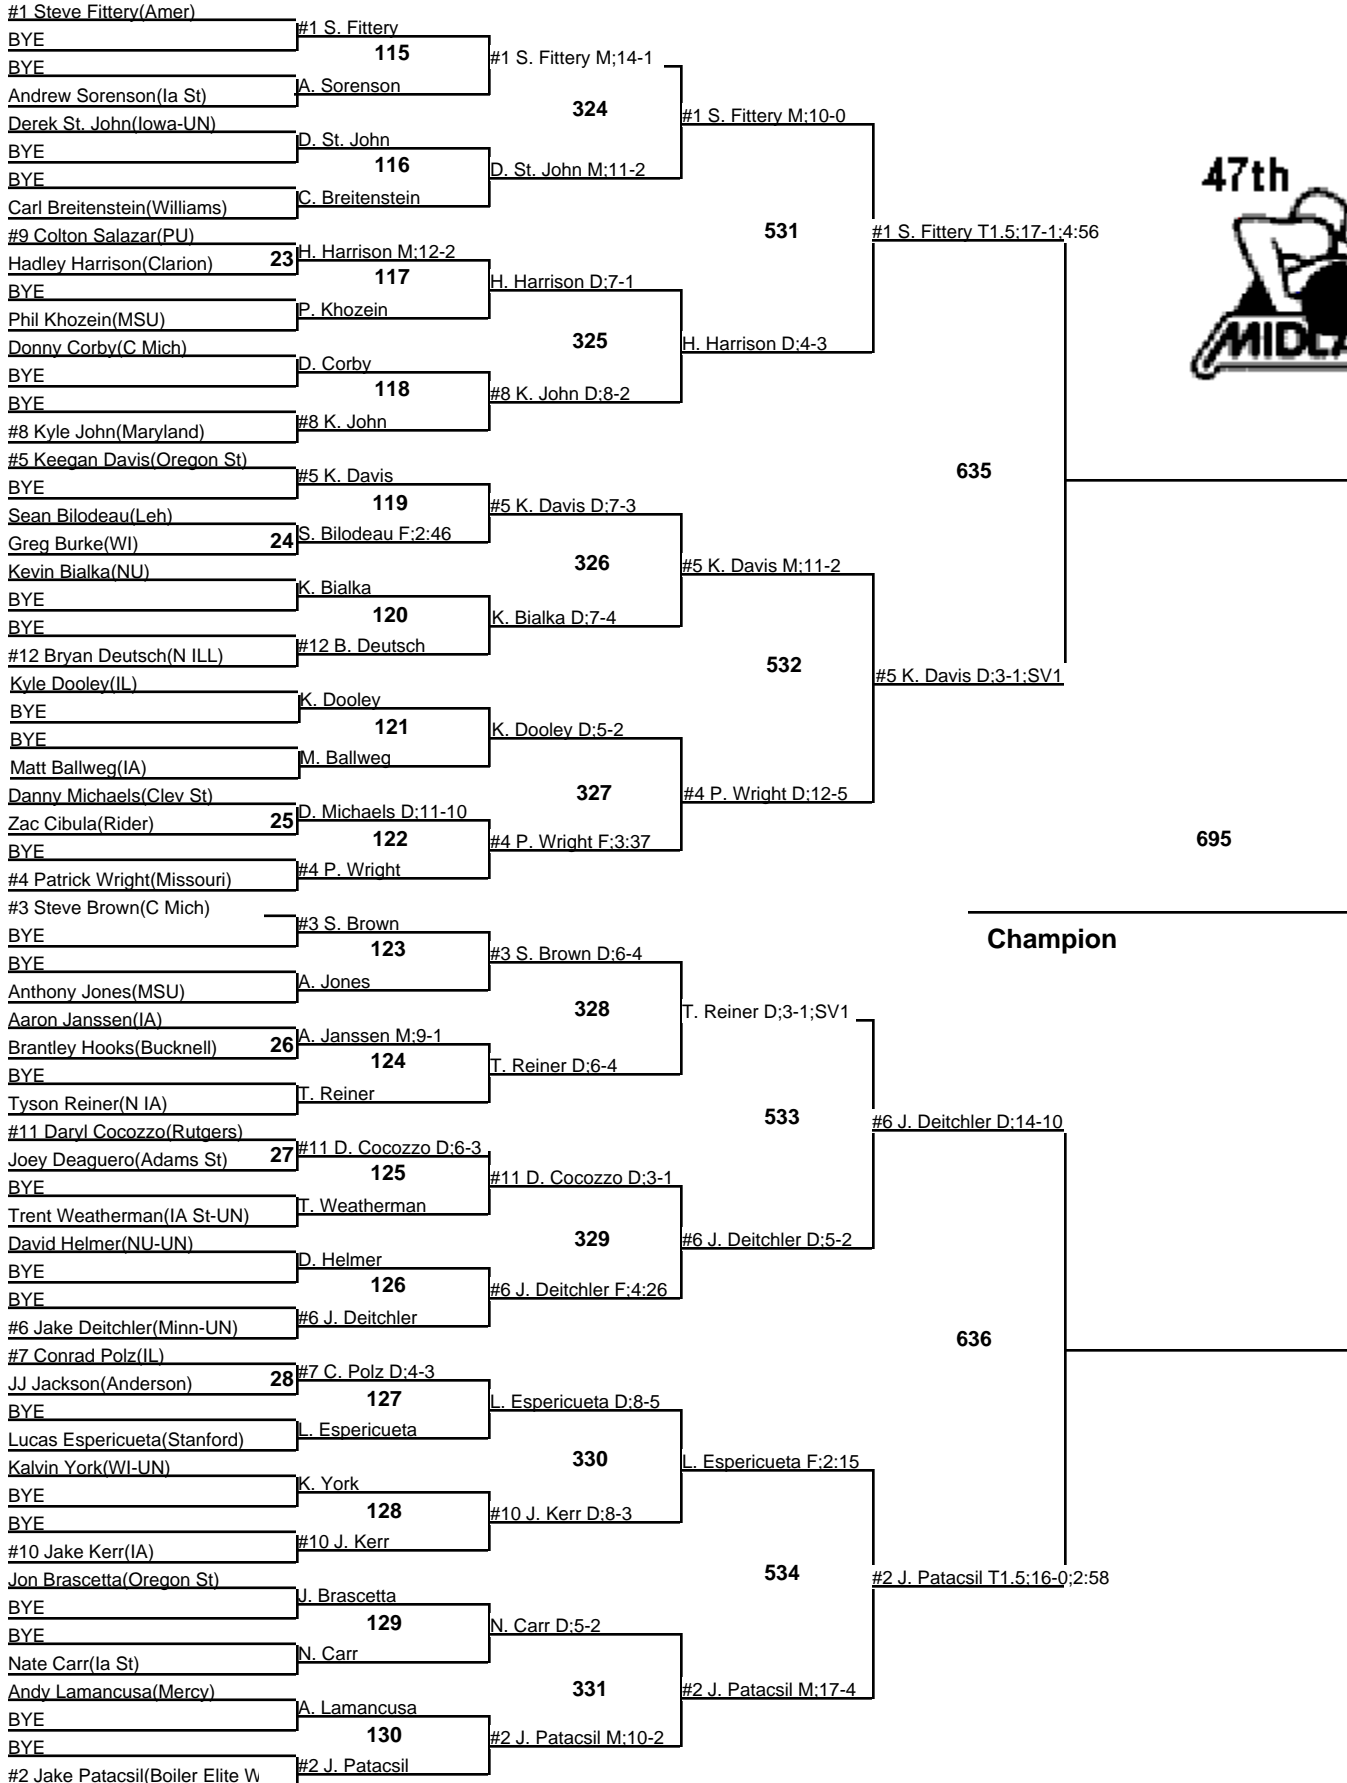 #1 Steve Fittery(Amer)
BYE
BYE
Andrew Sorenson(Ia St)
Derek St. John(Iowa-UN)
BYE
BYE
Carl Breitenstein(Williams)
#9 Colton Salazar(PU)
Hadley Harrison(Clarion) 23
BYE
Phil Khozein(MSU)
Donny Corby(C Mich)
BYE
BYE
#8 Kyle John(Maryland)
#5 Keegan Davis(Oregon St)
BYE
Sean Bilodeau(Leh)
Greg Burke(WI) 24
Kevin Bialka(NU)
BYE
BYE
#12 Bryan Deutsch(N ILL)
Kyle Dooley(IL)
BYE
BYE
Matt Ballweg(IA)
Danny Michaels(Clev St)
Zac Cibula(Rider) 25
BYE
#4 Patrick Wright(Missouri)
#3 Steve Brown(C Mich)
BYE
BYE
Anthony Jones(MSU)
Aaron Janssen(IA)
Brantley Hooks(Bucknell) 26
BYE
Tyson Reiner(N IA)
#11 Daryl Cocozzo(Rutgers)
Joey Deaguero(Adams St) 27
BYE
Trent Weatherman(IA St-UN)
David Helmer(NU-UN)
BYE
BYE
#6 Jake Deitchler(Minn-UN)
#7 Conrad Polz(IL)
JJ Jackson(Anderson) 28
BYE
Lucas Espericueta(Stanford)
Kalvin York(WI-UN)
BYE
BYE
#10 Jake Kerr(IA)
Jon Brascetta(Oregon St)
BYE
BYE
Nate Carr(Ia St)
Andy Lamancusa(Mercy)
BYE
BYE
#2 Jake Patacsil(Boiler Elite W
#1 S. Fittery
115
A. Sorenson
D. St. John
116
C. Breitenstein
H. Harrison M;12-2
117
P. Khozein
D. Corby
118
#8 K. John
#5 K. Davis
119
S. Bilodeau F;2:46
K. Bialka
120
#12 B. Deutsch
K. Dooley
121
M. Ballweg
D. Michaels D;11-10
122
#4 P. Wright
#3 S. Brown
123
A. Jones
A. Janssen M;9-1
124
T. Reiner
#11 D. Cocozzo D;6-3
125
T. Weatherman
D. Helmer
126
#6 J. Deitchler
#7 C. Polz D;4-3
127
L. Espericueta
K. York
128
#10 J. Kerr
J. Brascetta
129
N. Carr
A. Lamancusa
130
#2 J. Patacsil
#1 S. Fittery M;14-1
324
D. St. John M;11-2
H. Harrison D;7-1
325
#8 K. John D;8-2
#5 K. Davis D;7-3
326
K. Bialka D;7-4
K. Dooley D;5-2
327
#4 P. Wright F;3:37
#3 S. Brown D;6-4
328
T. Reiner D;6-4
#11 D. Cocozzo D;3-1
329
#6 J. Deitchler F;4:26
L. Espericueta D;8-5
330
#10 J. Kerr D;8-3
N. Carr D;5-2
331
#2 J. Patacsil M;10-2
#1 S. Fittery M;10-0
531
H. Harrison D;4-3
#5 K. Davis M;11-2
532
#4 P. Wright D;12-5
T. Reiner D;3-1;SV1
533
#6 J. Deitchler D;5-2
L. Espericueta F;2:15
534
#2 J. Patacsil M;17-4
#1 S. Fittery T1.5;17-1;4:56
635
#5 K. Davis D;3-1;SV1
#6 J. Deitchler D;14-10
636
#2 J. Patacsil T1.5;16-0;2:58
47th
MIDLA
695
Champion